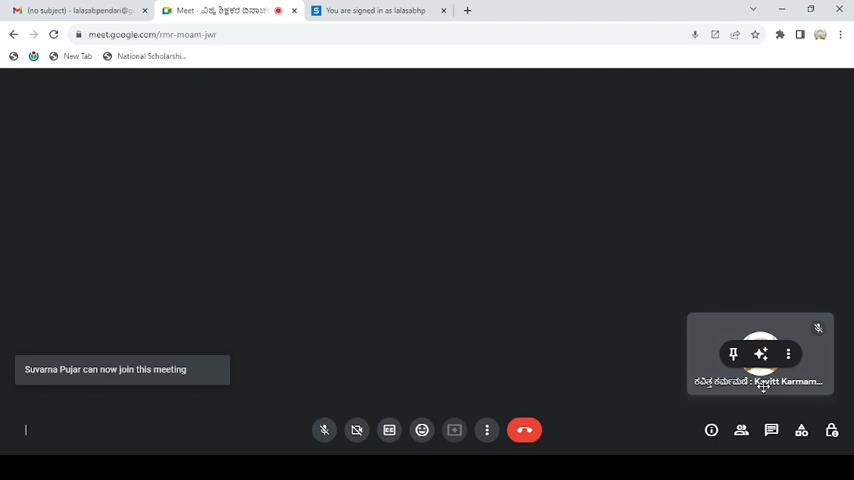 (no subject) - lalasabpendari@g
Meet - ವಿಶ್ವ ಶಿಕ್ಷಕರ ದಿನಾಚರ
You are signed in as lalasabhp
meet.google.com/rmr-moam-jwr
New Tab
National Scholarshi...
Suvarna Pujar can now join this meeting
ಕವಿತ್ತ ಕರ್ಮಮಣಿ : Kavitt Karmam...